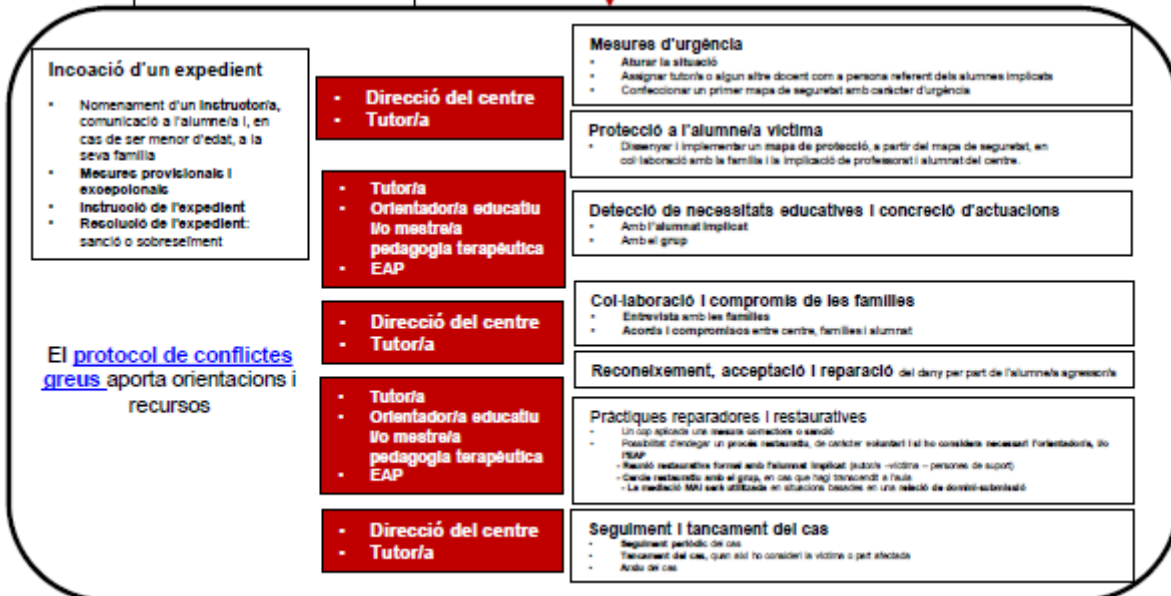 Incoació d'un expedient
▪ Nomenament d'un instructor/a,
comunicació a l'alumne/a i, en
cas de ser menor d'edat, a la
seva família
▪ Mesures provisionals i
excepcionals
▪ Instrucció de l'expedient
▪ Resolució de l'expedient:
sanció o sobreseïment
El protocol de conflictes
greus aporta orientacions i
recursos
▪ Direcció del centre
▪ Tutor/a
▪ Tutor/a
▪ Orientador/a educatiu
i/o mestre/a
pedagogia terapèutica
▪ EAP
▪ Direcció del centre
▪ Tutor/a
▪ Tutor/a
▪ Orientador/a educatiu
i/o mestre/a
pedagogia terapèutica
▪ EAP
▪ Direcció del centre
▪ Tutor/a
Mesures d'urgència
▪ Aturar la situació
▪ Assignar tutor/s o algun altre docent com a persona referent dels alumnes implicats
▪ Confeccionar un primer mapa de seguretat amb caràcter d'urgència
Protecció a l'alumne/a víctima
▪ Dissenyar i implementar un mapa de protecció, a partir del mapa de seguretat, en
col·laboració amb la família i la implicació de professorat i alumnat del centre.
Detecció de necessitats educatives i concreció d'actuacions
▪ Amb l'alumnat implicat
▪ Amb el grup
Col·laboració i compromís de les famílies
▪ Entrevista amb les famílies
▪ Acords i compromisos entre centre, famílies i alumnat
Reconeixement, acceptació i reparació del dany per part de l'alumne/a agressor/a
Pràctiques reparadores i restauratives
▪ Un cop aplicada una mesura correctora o sanció
▪ Possibilitat d'endegar un procés restauratiu, de caràcter voluntari i si ho considera necessari l'orientador/a, i/o
l'EAP
- Reunió restaurativa formal amb l'alumnat implicat (autor/a –víctima – persones de suport)
- Cercle restauratiu amb el grup, en cas que hagi transcendit a l'aula
- La mediació MAI serà utilitzada en situacions basades en una relació de domini-submissió
Seguiment i tancament del cas
▪ Seguiment periòdic del cas
▪ Tancament del cas, quan així ho consideri la víctima o part afectada
▪ Arxiu del cas